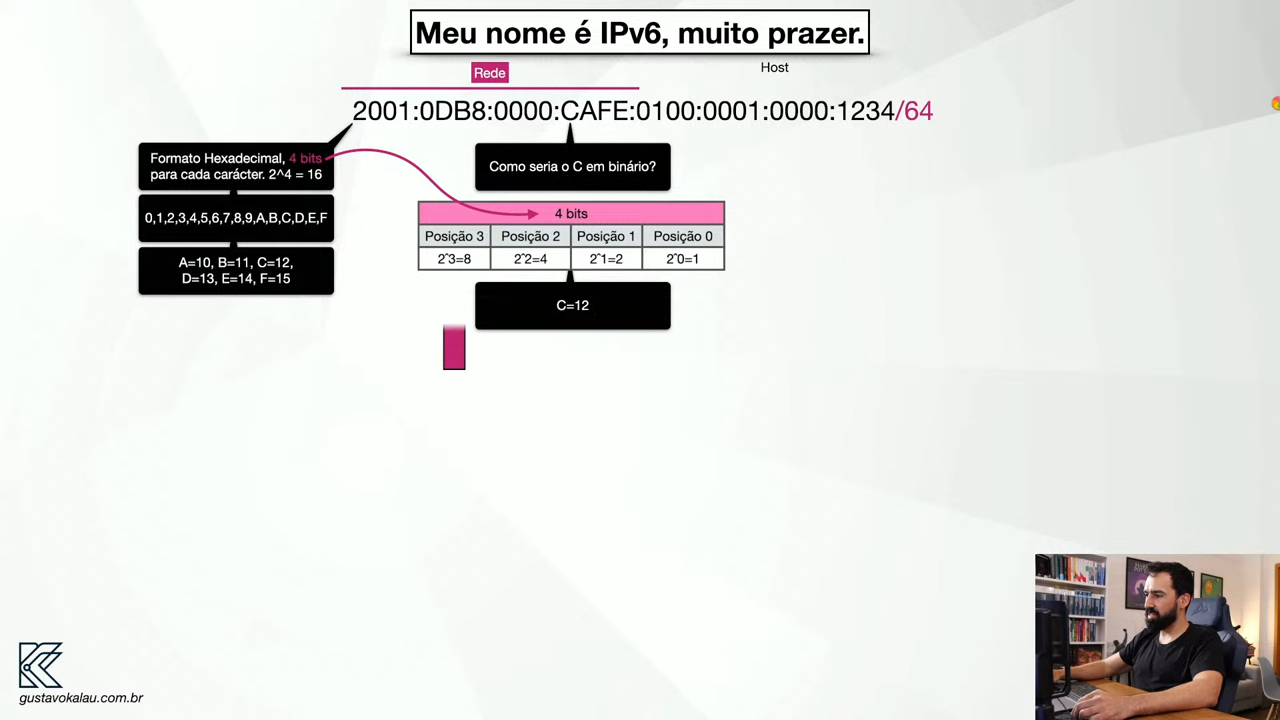 Meu nome é IPv6, muito prazer.
Rede
Host
2001:0DB8:0000:CAFE:0100:0001:0000:1234/64
Formato Hexadecimal, 4 bits
para cada carácter. 2^4 = 16
0,1,2,3,4,5,6,7,8,9,A,B,C,D,E,F
A=10, B=11, C=12,
D=13, E=14, F=15
Como seria o C em binário?
4 bits
Posição 3 Posição 2 Posição 1 Posição 0
2^3=8 2^2=4 2^1=2 2^0=1
C=12
gustavokalau.com.br